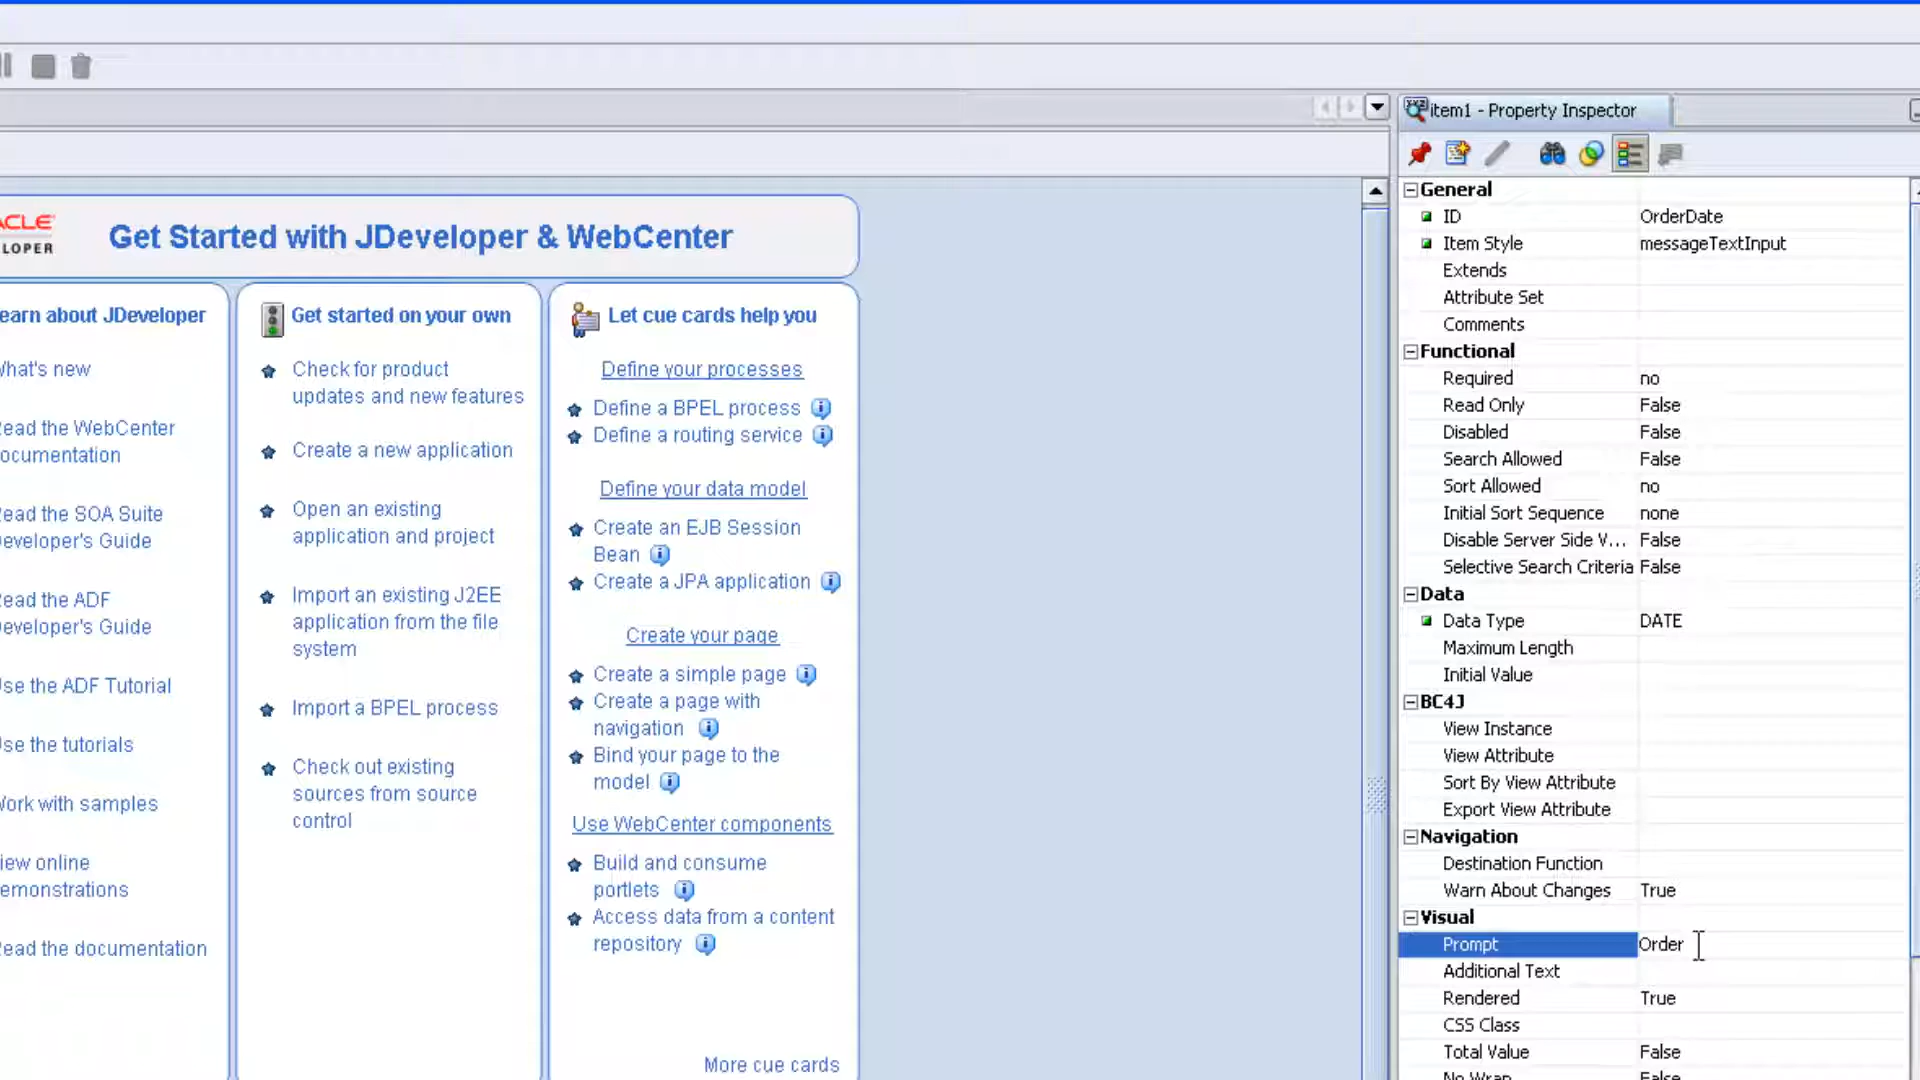 item1 - Property Inspector
ACLE
LOPER
Get Started with JDeveloper & WebCenter
earn about JDeveloper
What's new
ead the WebCenter
ocumentation
ead the SOA Suite
eveloper's Guide
ead the ADF
eveloper's Guide
se the ADF Tutorial
se the tutorials
Work with samples
iew online
emonstrations
ead the documentation
Get started on your own
Check for product
updates and new features
Create a new application
Open an existing
application and project
Import an existing J2EE
application from the file
system
Import a BPEL process
Check out existing
sources from source
control
Let cue cards help you
Define your processes
Define a BPEL process
Define a routing service
Define your data model
Create an EJB Session
Bean
Create a JPA application
Create your page
Create a simple page
Create a page with
navigation
Bind your page to the
model
Use WebCenter components
Build and consume
portlets
Access data from a content
repository
More cue cards
General
ID OrderDate
Item Style messageTextInput
Extends
Attribute Set
Comments
Functional
Required no
Read Only False
Disabled False
Search Allowed False
Sort Allowed no
Initial Sort Sequence none
Disable Server Side V... False
Selective Search Criteria False
Data
Data Type DATE
Maximum Length
Initial Value
BC4J
View Instance
View Attribute
Sort By View Attribute
Export View Attribute
Navigation
Destination Function
Warn About Changes True
Visual
Prompt Order
Additional Text
Rendered True
CSS Class
Total Value False
No Wrap False